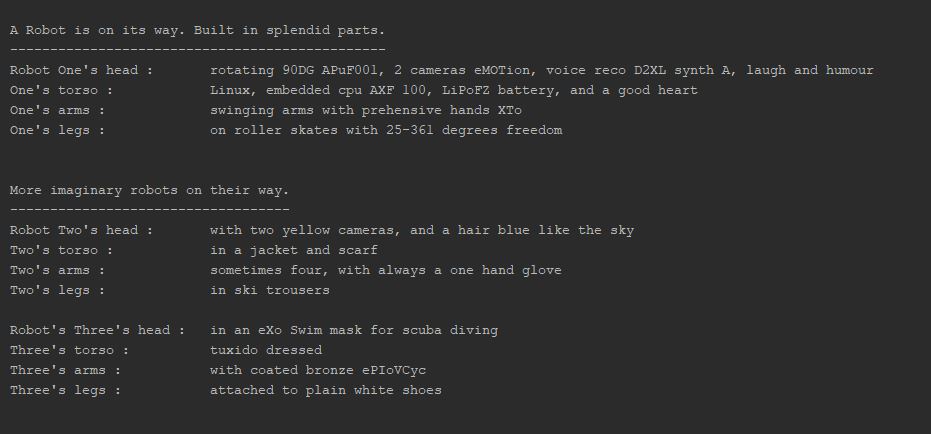 A Robot is on its way. Built in splendid parts.
-----------------------------------------------
Robot One's head :       rotating 90DG APuF001, 2 cameras eMOTion, voice reco D2XL synth A, laugh and humour
One's torso :            Linux, embedded cpu AXF 100, LiPoFZ battery, and a good heart
One's arms :             swinging arms with prehensive hands XTo
One's legs :             on roller skates with 25-361 degrees freedom
More imaginary robots on their way.
-----------------------------------
Robot Two's head :       with two yellow cameras, and a hair blue like the sky
Two's torso :            in a jacket and scarf
Two's arms :             sometimes four, with always a one hand glove
Two's legs :             in ski trousers
Robot's Three's head :   in an eXo Swim mask for scuba diving
Three's torso :          tuxido dressed
Three's arms :           with coated bronze ePIoVCyc
Three's legs :           attached to plain white shoes